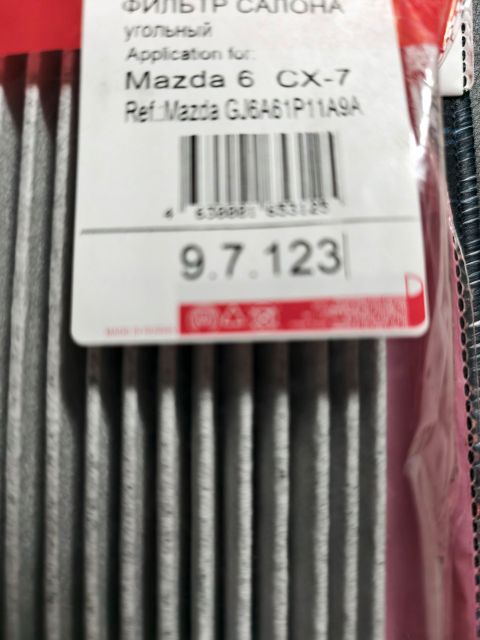 ФИЛЬТР САЛОНА
угольный
Application for:
Mazda 6 CX-7
Ref.:Mazda GJ6A61P11A9A
9.7.123